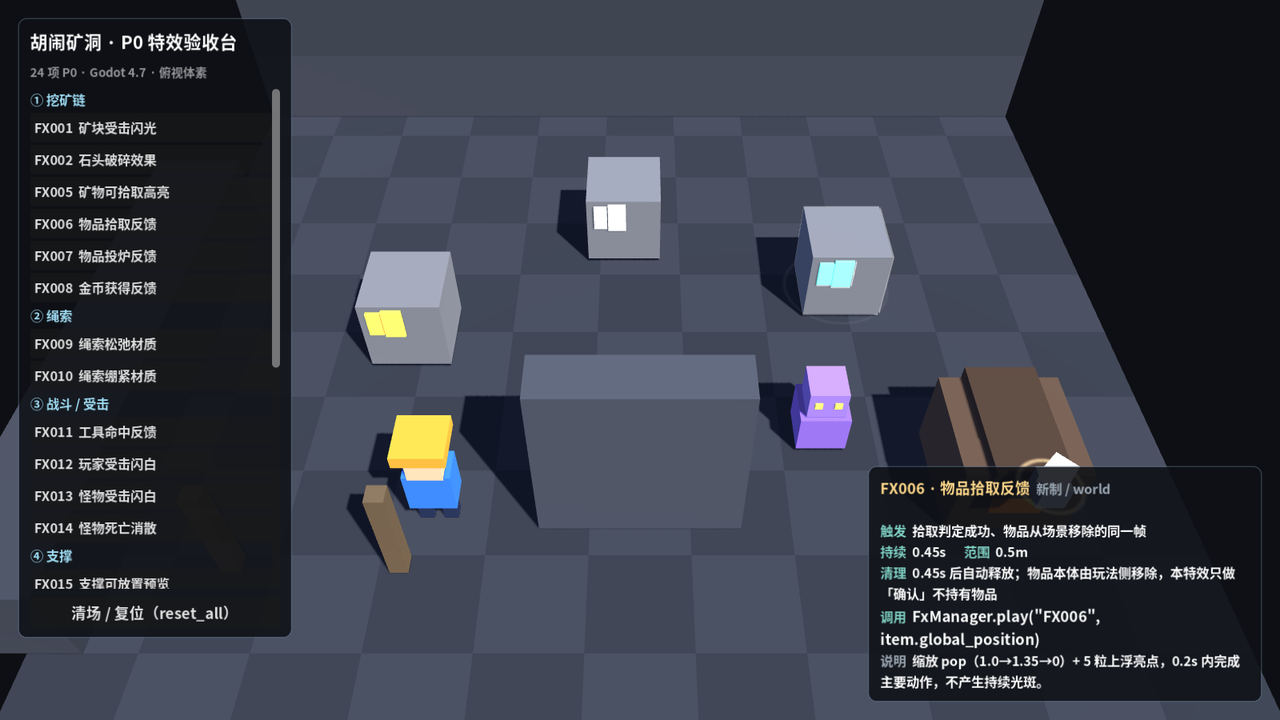 胡闹矿洞 · P0 特效验收台
24 项 P0 · Godot 4.7 · 俯视体素
① 挖矿链
FX001 矿块受击闪光
FX002 石头破碎效果
FX005 矿物可拾取高亮
FX006 物品拾取反馈
FX007 物品投炉反馈
FX008 金币获得反馈
② 绳索
FX009 绳索松弛材质
FX010 绳索绷紧材质
③ 战斗 / 受击
FX011 工具命中反馈
FX012 玩家受击闪白
FX013 怪物受击闪白
FX014 怪物死亡消散
④ 支撑
FX015 支撑可放置预览
清场 / 复位（reset_all）
FX006 · 物品拾取反馈 新制 / world
触发 拾取判定成功、物品从场景移除的同一帧
持续 0.45s 范围 0.5m
清理 0.45s 后自动释放；物品本体由玩法侧移除，本特效只做
「确认」不持有物品
调用 FxManager.play("FX006",
item.global_position)
说明 缩放 pop（1.0→1.35→0）+ 5 粒上浮亮点，0.2s 内完成
主要动作，不产生持续光斑。